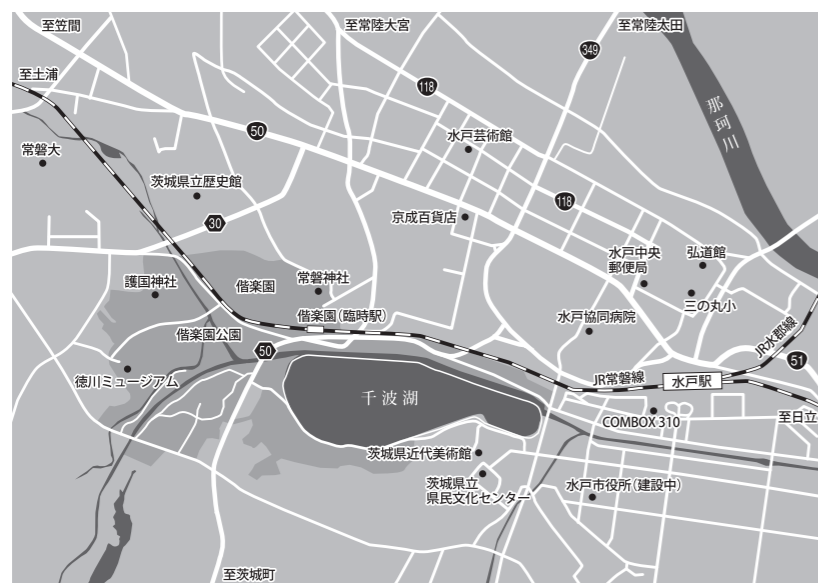 至笠間
至常陸大宮
至常陸太田
至土浦
349
118
那珂川
50
常磐大
水戸芸術館
茨城県立歴史館
118
30
京成百貨店
水戸中央
郵便局
弘道館
護国神社
偕楽園
常磐神社
三の丸小
偕楽園（臨時駅）
偕楽園公園
水戸協同病院
50
JR水郡線
51
徳川ミュージアム
JR常磐線
水戸駅
千波湖
COMBOX 310
至日立
茨城県近代美術館
茨城県立
県民文化センター
水戸市役所（建設中）
至茨城町